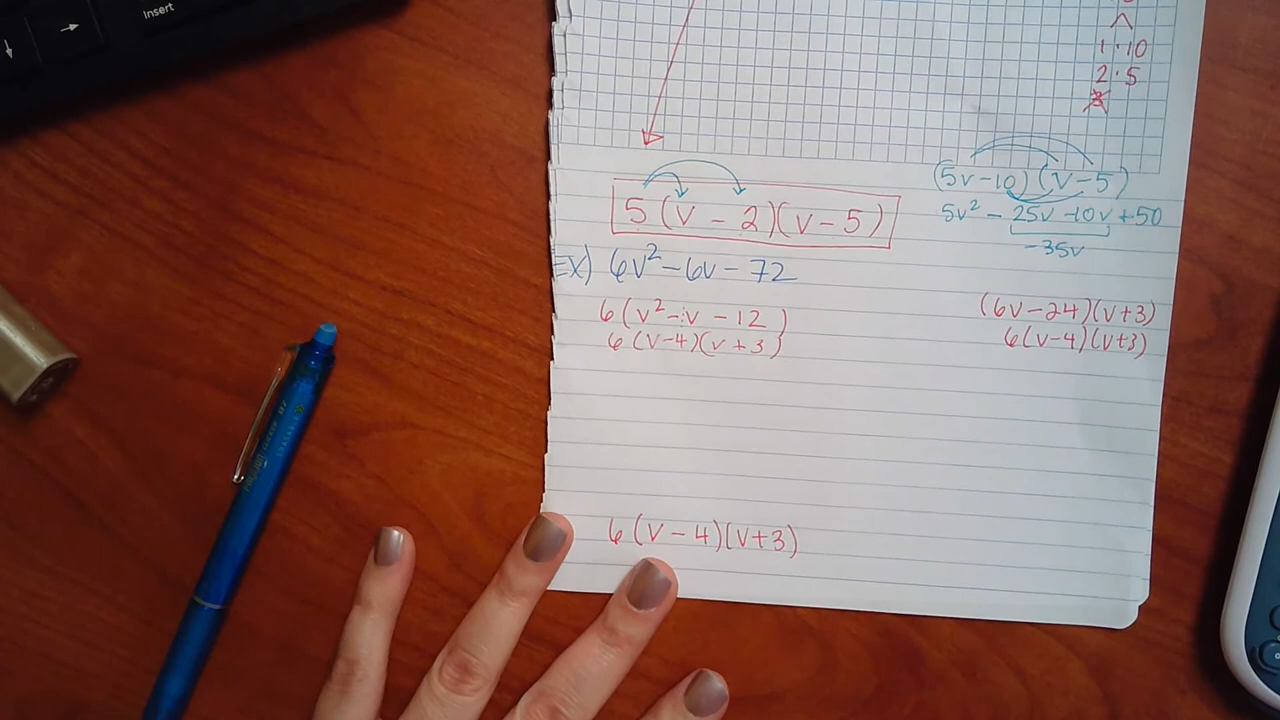 Insert
1 · 10
2 · 5
3
(5v-10)(v-5)
5v² - 25v - 10v + 50
-35v
5(v - 2)(v - 5)
EX) 6v² - 6v - 72
6(v² - v - 12)
6(v-4)(v+3)
(6v-24)(v+3)
6(v-4)(v+3)
6(v-4)(v+3)